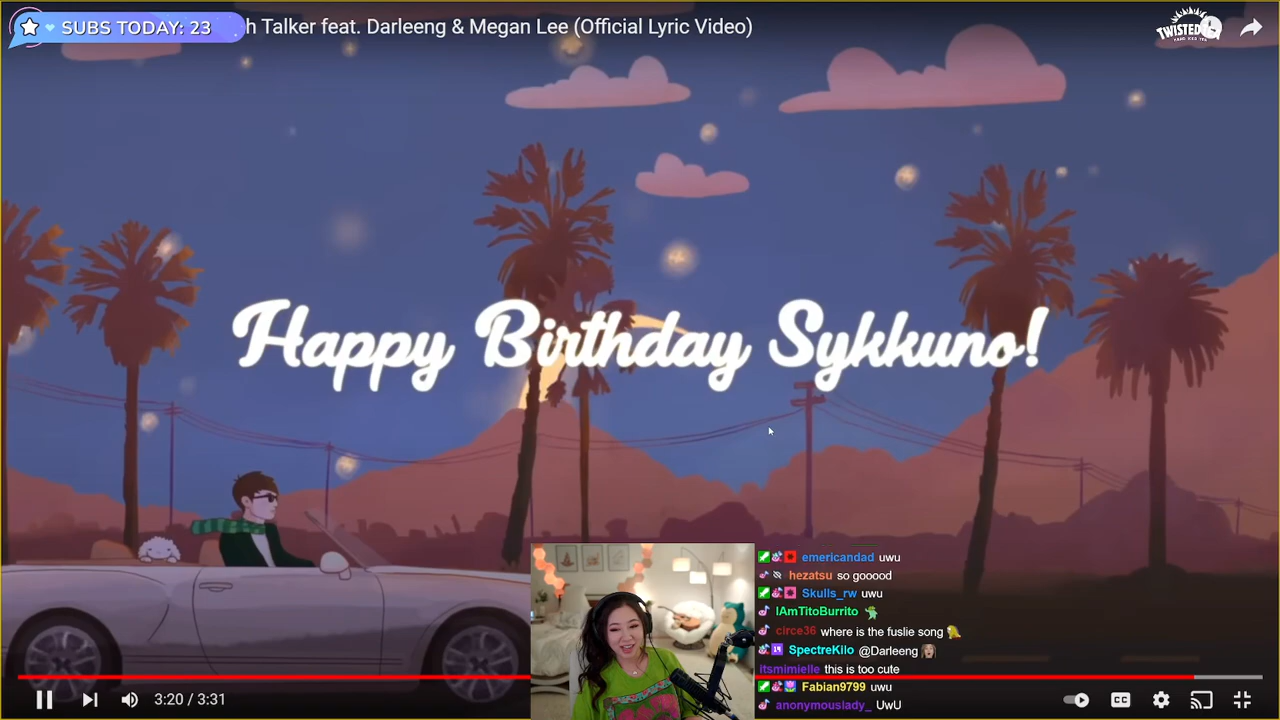 SUBS TODAY: 23
h Talker feat. Darleeng & Megan Lee (Official Lyric Video)
TWISTED
Happy Birthday Sykkuno!
emericandad uwu
hezatsu so gooood
Skulls_rw uwu
IAmTitoBurrito
circe36 where is the fuslie song
14 SpectreKilo @Darleeng
itsmimielle this is too cute
Fabian9799 uwu
anonymouslady_ UwU
3:20 / 3:31
CC